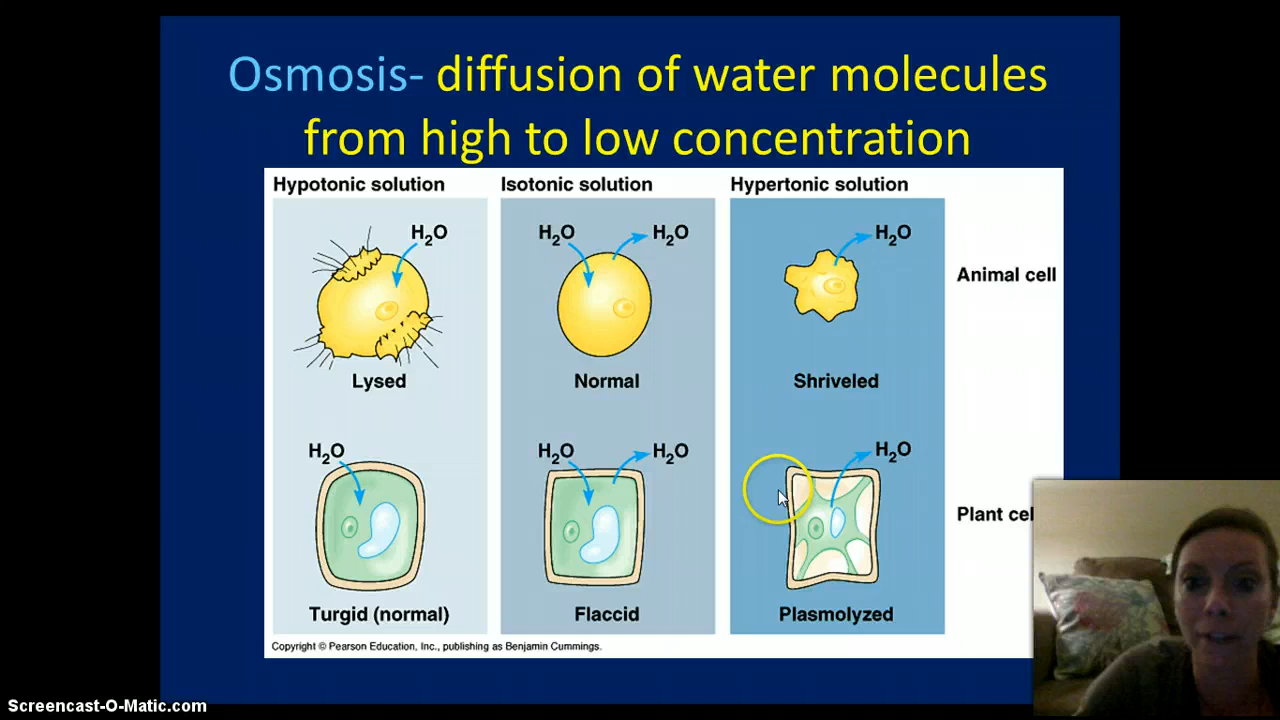 Osmosis- diffusion of water molecules
from high to low concentration
Hypotonic solution
Isotonic solution
Hypertonic solution
H₂O
H₂O
H₂O
H₂O
Animal cell
Lysed
Normal
Shriveled
H₂O
H₂O
H₂O
H₂O
Plant cel
Turgid (normal)
Flaccid
Plasmolyzed
Copyright © Pearson Education, Inc., publishing as Benjamin Cummings.
Screencast-O-Matic.com